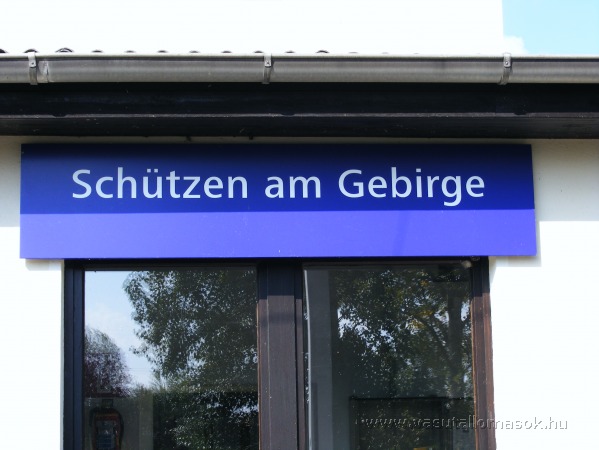 Schützen am Gebirge
www.vasutallomasok.hu